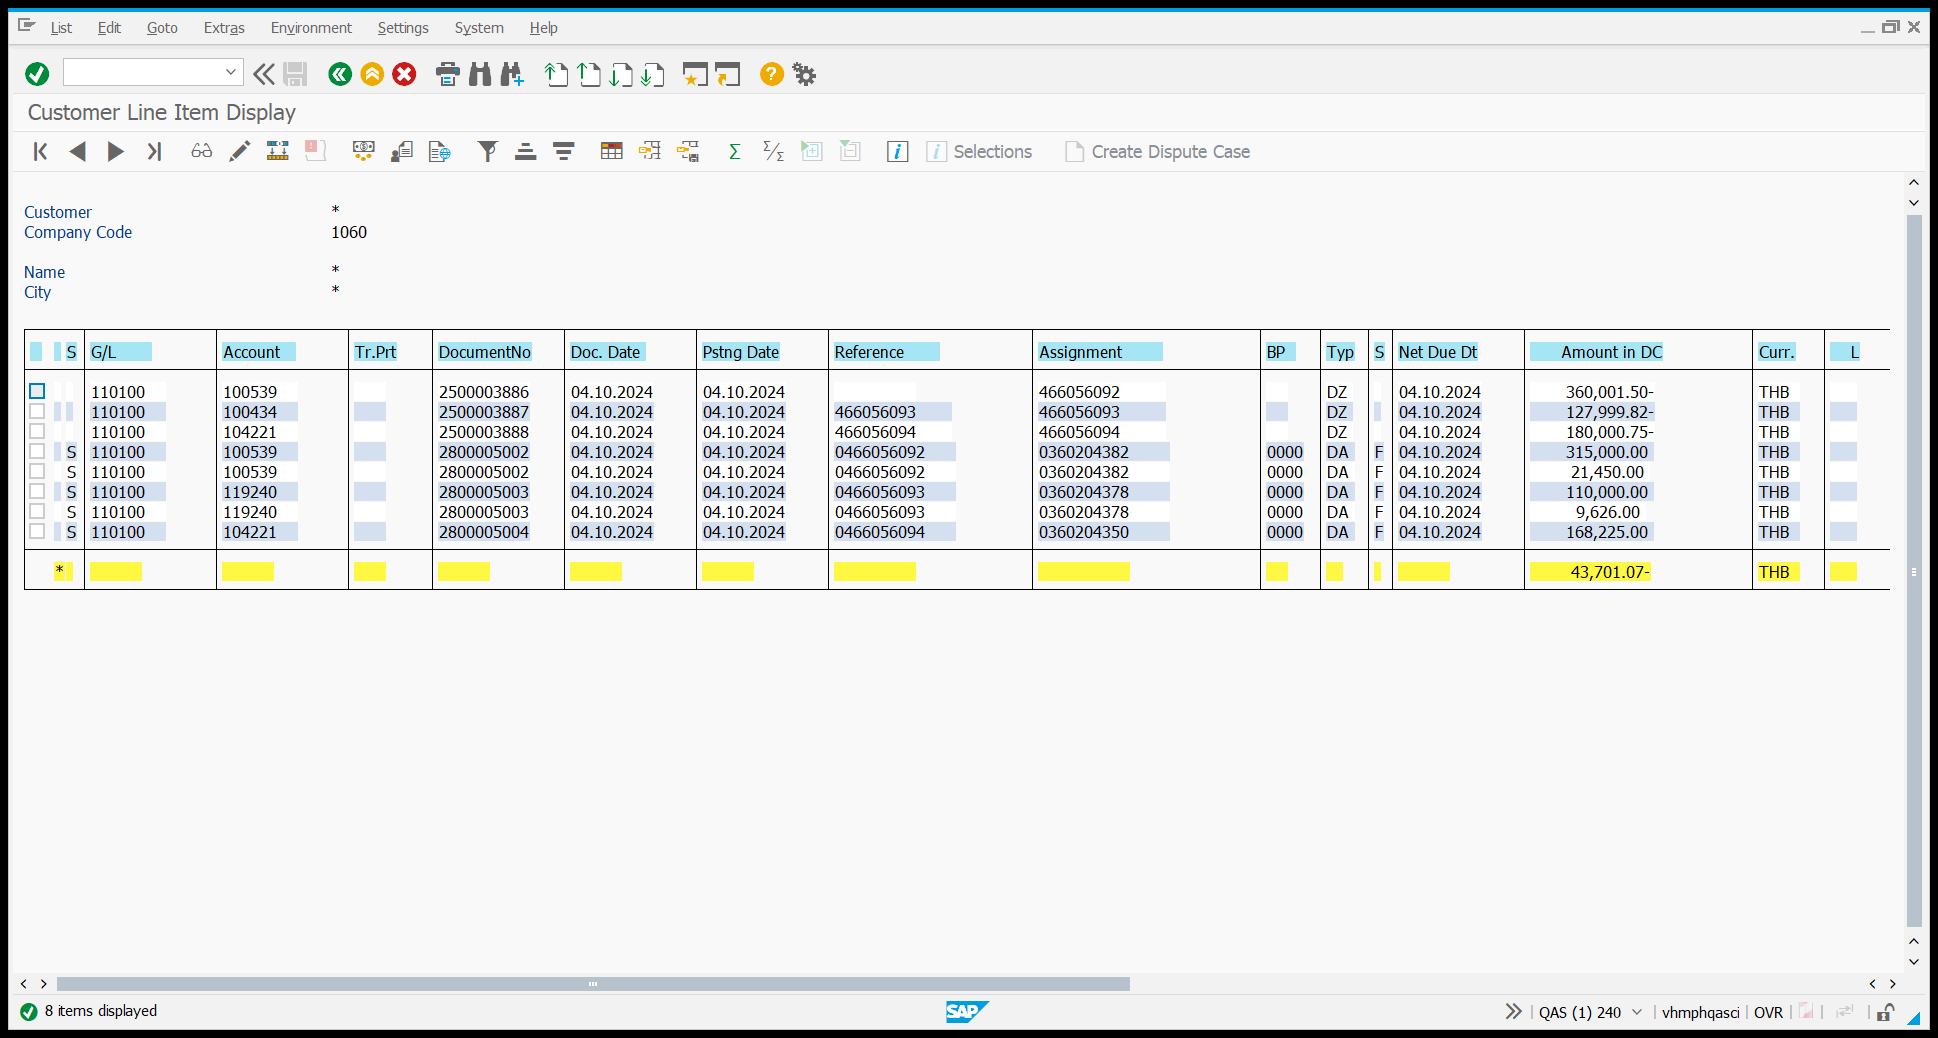 List Edit Goto Extras Environment Settings System Help
Customer Line Item Display
Selections Create Dispute Case
Customer *
Company Code 1060
Name *
City *
S G/L Account Tr.Prt DocumentNo Doc. Date Pstng Date Reference Assignment BP Typ S Net Due Dt Amount in DC Curr. L
110100 100539 2500003886 04.10.2024 04.10.2024 466056092 DZ 04.10.2024 360,001.50- THB
110100 100434 2500003887 04.10.2024 04.10.2024 466056093 466056093 DZ 04.10.2024 127,999.82- THB
110100 104221 2500003888 04.10.2024 04.10.2024 466056094 466056094 DZ 04.10.2024 180,000.75- THB
S 110100 100539 2800005002 04.10.2024 04.10.2024 0466056092 0360204382 0000 DA F 04.10.2024 315,000.00 THB
S 110100 100539 2800005002 04.10.2024 04.10.2024 0466056092 0360204382 0000 DA F 04.10.2024 21,450.00 THB
S 110100 119240 2800005003 04.10.2024 04.10.2024 0466056093 0360204378 0000 DA F 04.10.2024 110,000.00 THB
S 110100 119240 2800005003 04.10.2024 04.10.2024 0466056093 0360204378 0000 DA F 04.10.2024 9,626.00 THB
S 110100 104221 2800005004 04.10.2024 04.10.2024 0466056094 0360204350 0000 DA F 04.10.2024 168,225.00 THB
* 43,701.07- THB
8 items displayed SAP QAS (1) 240 vhmphqasci OVR